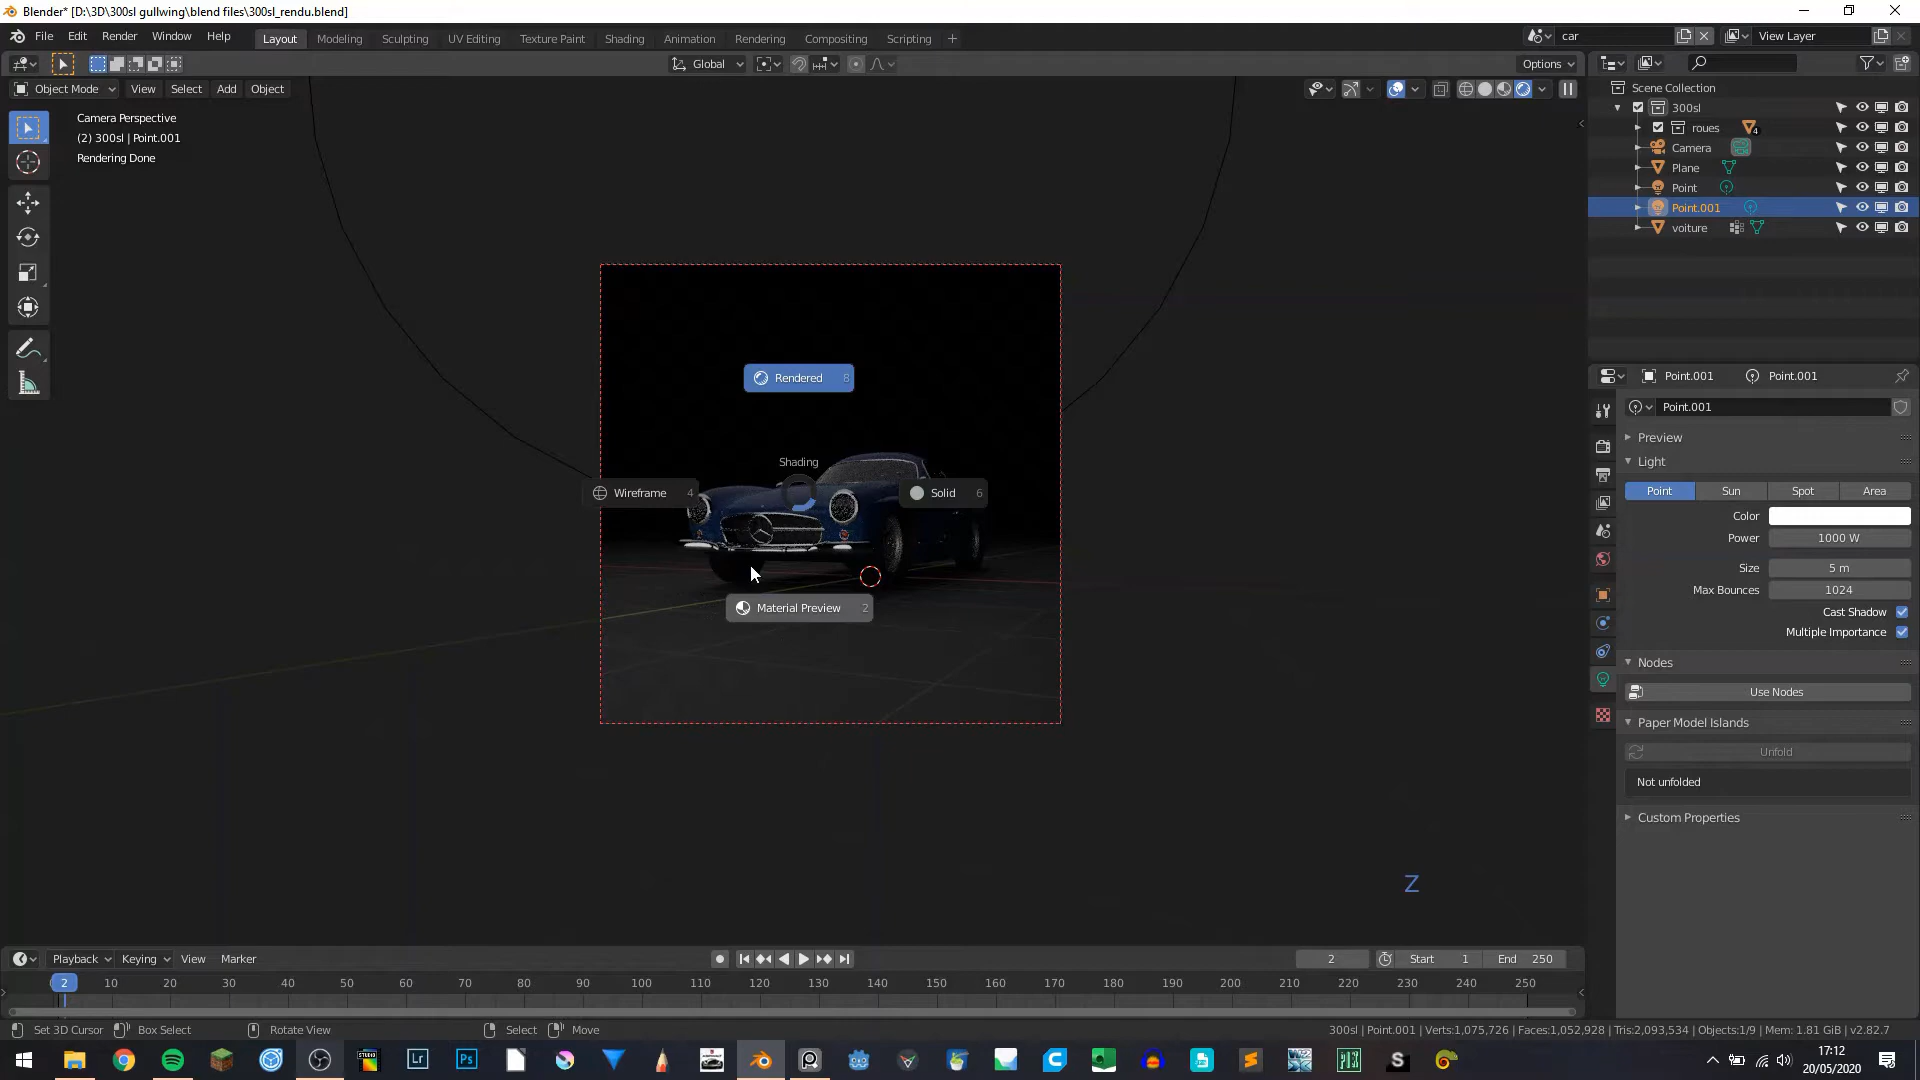 Blender* [D:\3D\300sl gullwing\blend files\300sl_rendu.blend]
File Edit Render Window Help
Layout Modeling Sculpting UV Editing Texture Paint Shading Animation Rendering Compositing Scripting
car
View Layer
Global
Options
Object Mode View Select Add Object
Camera Perspective
(2) 300sl | Point.001
Rendering Done
Rendered 8
Shading
Wireframe 4
Solid 6
Material Preview 2
Z
Scene Collection
300sl
roues 4
Camera
Plane
Point
Point.001
voiture
Point.001 Point.001
Point.001
Preview
Light
Point Sun Spot Area
Color
Power 1000 W
Size 5 m
Max Bounces 1024
Cast Shadow
Multiple Importance
Nodes
Use Nodes
Paper Model Islands
Unfold
Not unfolded
Custom Properties
Playback Keying View Marker
2
Start 1
End 250
2 10 20 30 40 50 60 70 80 90 100 110 120 130 140 150 160 170 180 190 200 210 220 230 240 250
Set 3D Cursor Box Select Rotate View Select Move
300sl | Point.001 | Verts:1,075,726 | Faces:1,052,928 | Tris:2,093,534 | Objects:1/9 | Mem: 1.81 GiB | v2.82.7
STUDIO
Lr
Ps
S
17:12
20/05/2020